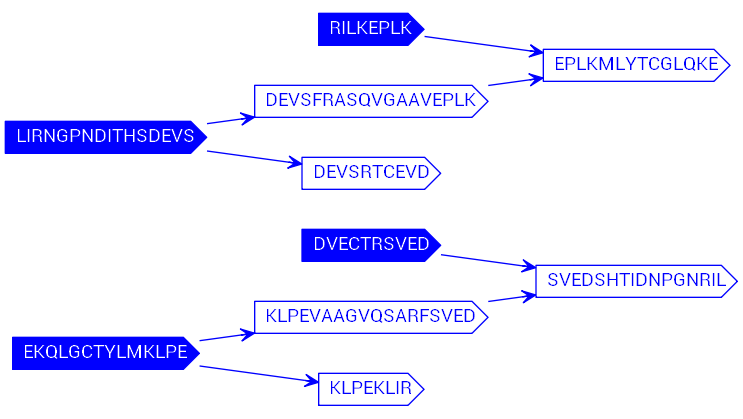 RILKEPLK
EPLKMLYTCGLQKE
DEVSFRASQVGAAVEPLK
LIRNGPNDITHSDEVS
DEVSRTCEVD
DVECTRSVED
SVEDSHTIDNPGNRIL
KLPEVAAGVQSARFSVED
EKQLGCTYLMKLPE
KLPEKLIR